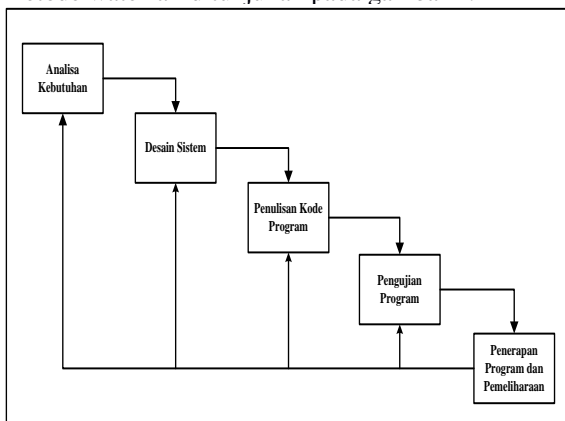 Analisa
Kebutuhan
Desain Sistem
Penulisan Kode
Program
Pengujian
Program
Penerapan
Program dan
Pemeliharaan